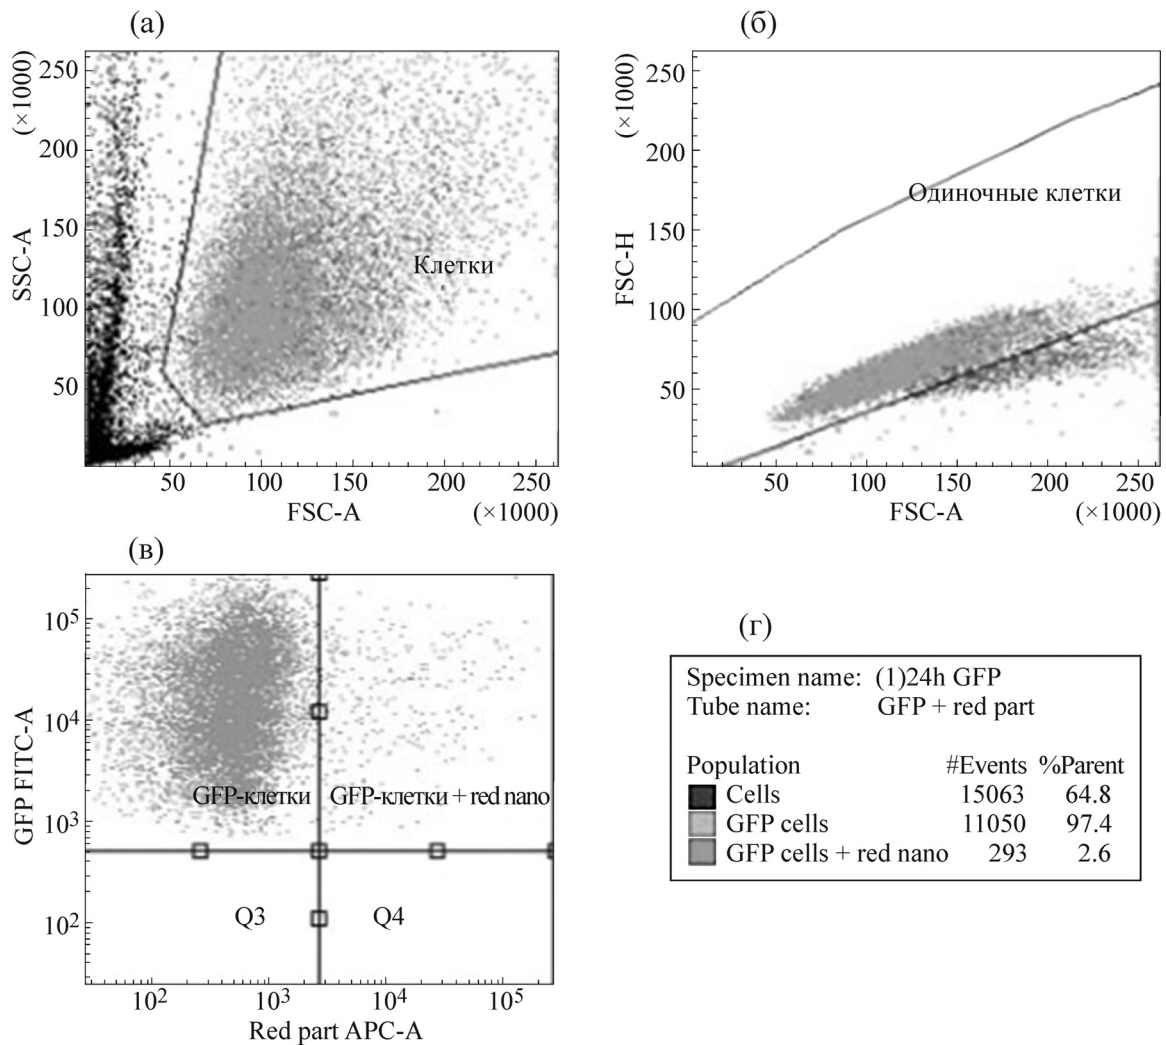 (а)
(×1000)
250
200
150
100
50
SSC-A
Клетки
50 100 150 200 250
FSC-A (×1000)
(б)
(×1000)
250
200
150
100
50
FSC-H
Одиночные клетки
50 100 150 200 250
FSC-A (×1000)
(в)
GFP FITC-A
10⁵
10⁴
10³
10²
GFP-клетки GFP-клетки + red nano
Q3 Q4
10² 10³ 10⁴ 10⁵
Red part APC-A
(г)
Specimen name: (1)24h GFP
Tube name: GFP + red part
Population #Events %Parent
Cells 15063 64.8
GFP cells 11050 97.4
GFP cells + red nano 293 2.6